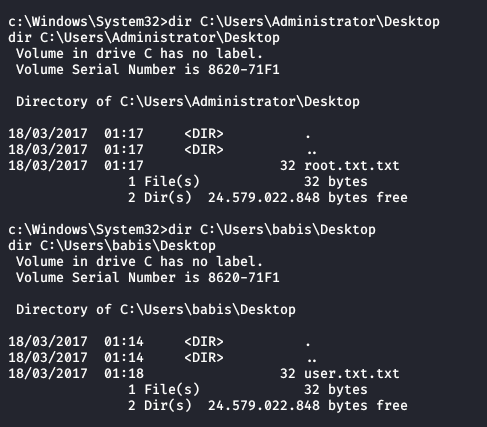 c:\Windows\System32>dir C:\Users\Administrator\Desktop
dir C:\Users\Administrator\Desktop
 Volume in drive C has no label.
 Volume Serial Number is 8620-71F1

 Directory of C:\Users\Administrator\Desktop

18/03/2017  01:17     <DIR>          .
18/03/2017  01:17     <DIR>          ..
18/03/2017  01:17                 32 root.txt.txt
               1 File(s)             32 bytes
               2 Dir(s)  24.579.022.848 bytes free

c:\Windows\System32>dir C:\Users\babis\Desktop
dir C:\Users\babis\Desktop
 Volume in drive C has no label.
 Volume Serial Number is 8620-71F1

 Directory of C:\Users\babis\Desktop

18/03/2017  01:14     <DIR>          .
18/03/2017  01:14     <DIR>          ..
18/03/2017  01:18                 32 user.txt.txt
               1 File(s)             32 bytes
               2 Dir(s)  24.579.022.848 bytes free